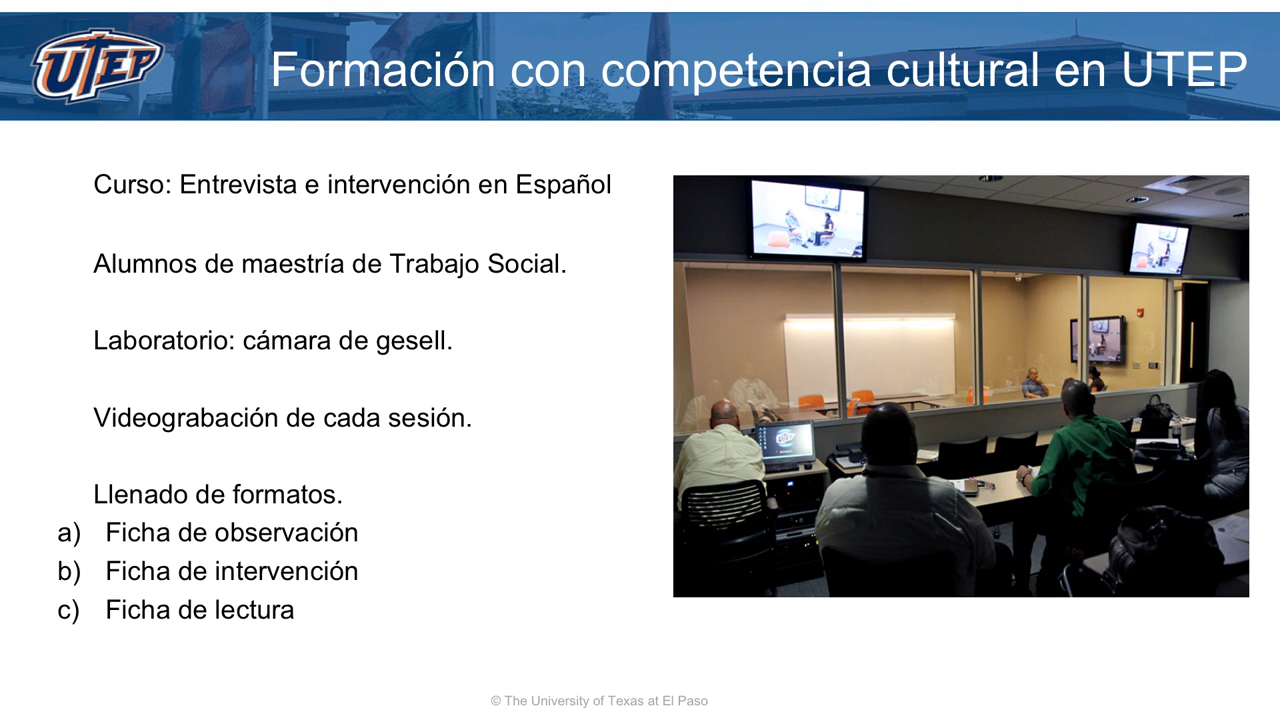 UTEP
Formación con competencia cultural en UTEP
Curso: Entrevista e intervención en Español
Alumnos de maestría de Trabajo Social.
Laboratorio: cámara de gesell.
Videograbación de cada sesión.
Llenado de formatos.
a) Ficha de observación
b) Ficha de intervención
c) Ficha de lectura
UTEP
© The University of Texas at El Paso